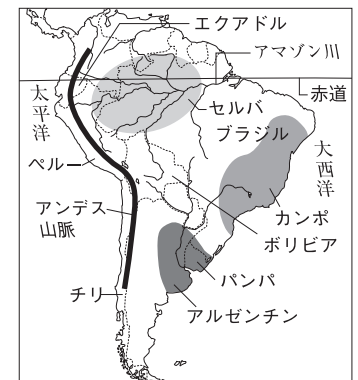 エクアドル
アマゾン川
太平洋
赤道
セルバ
ブラジル
大西洋
ペルー
アンデス
山脈
カンポ
ボリビア
パンパ
チリ
アルゼンチン